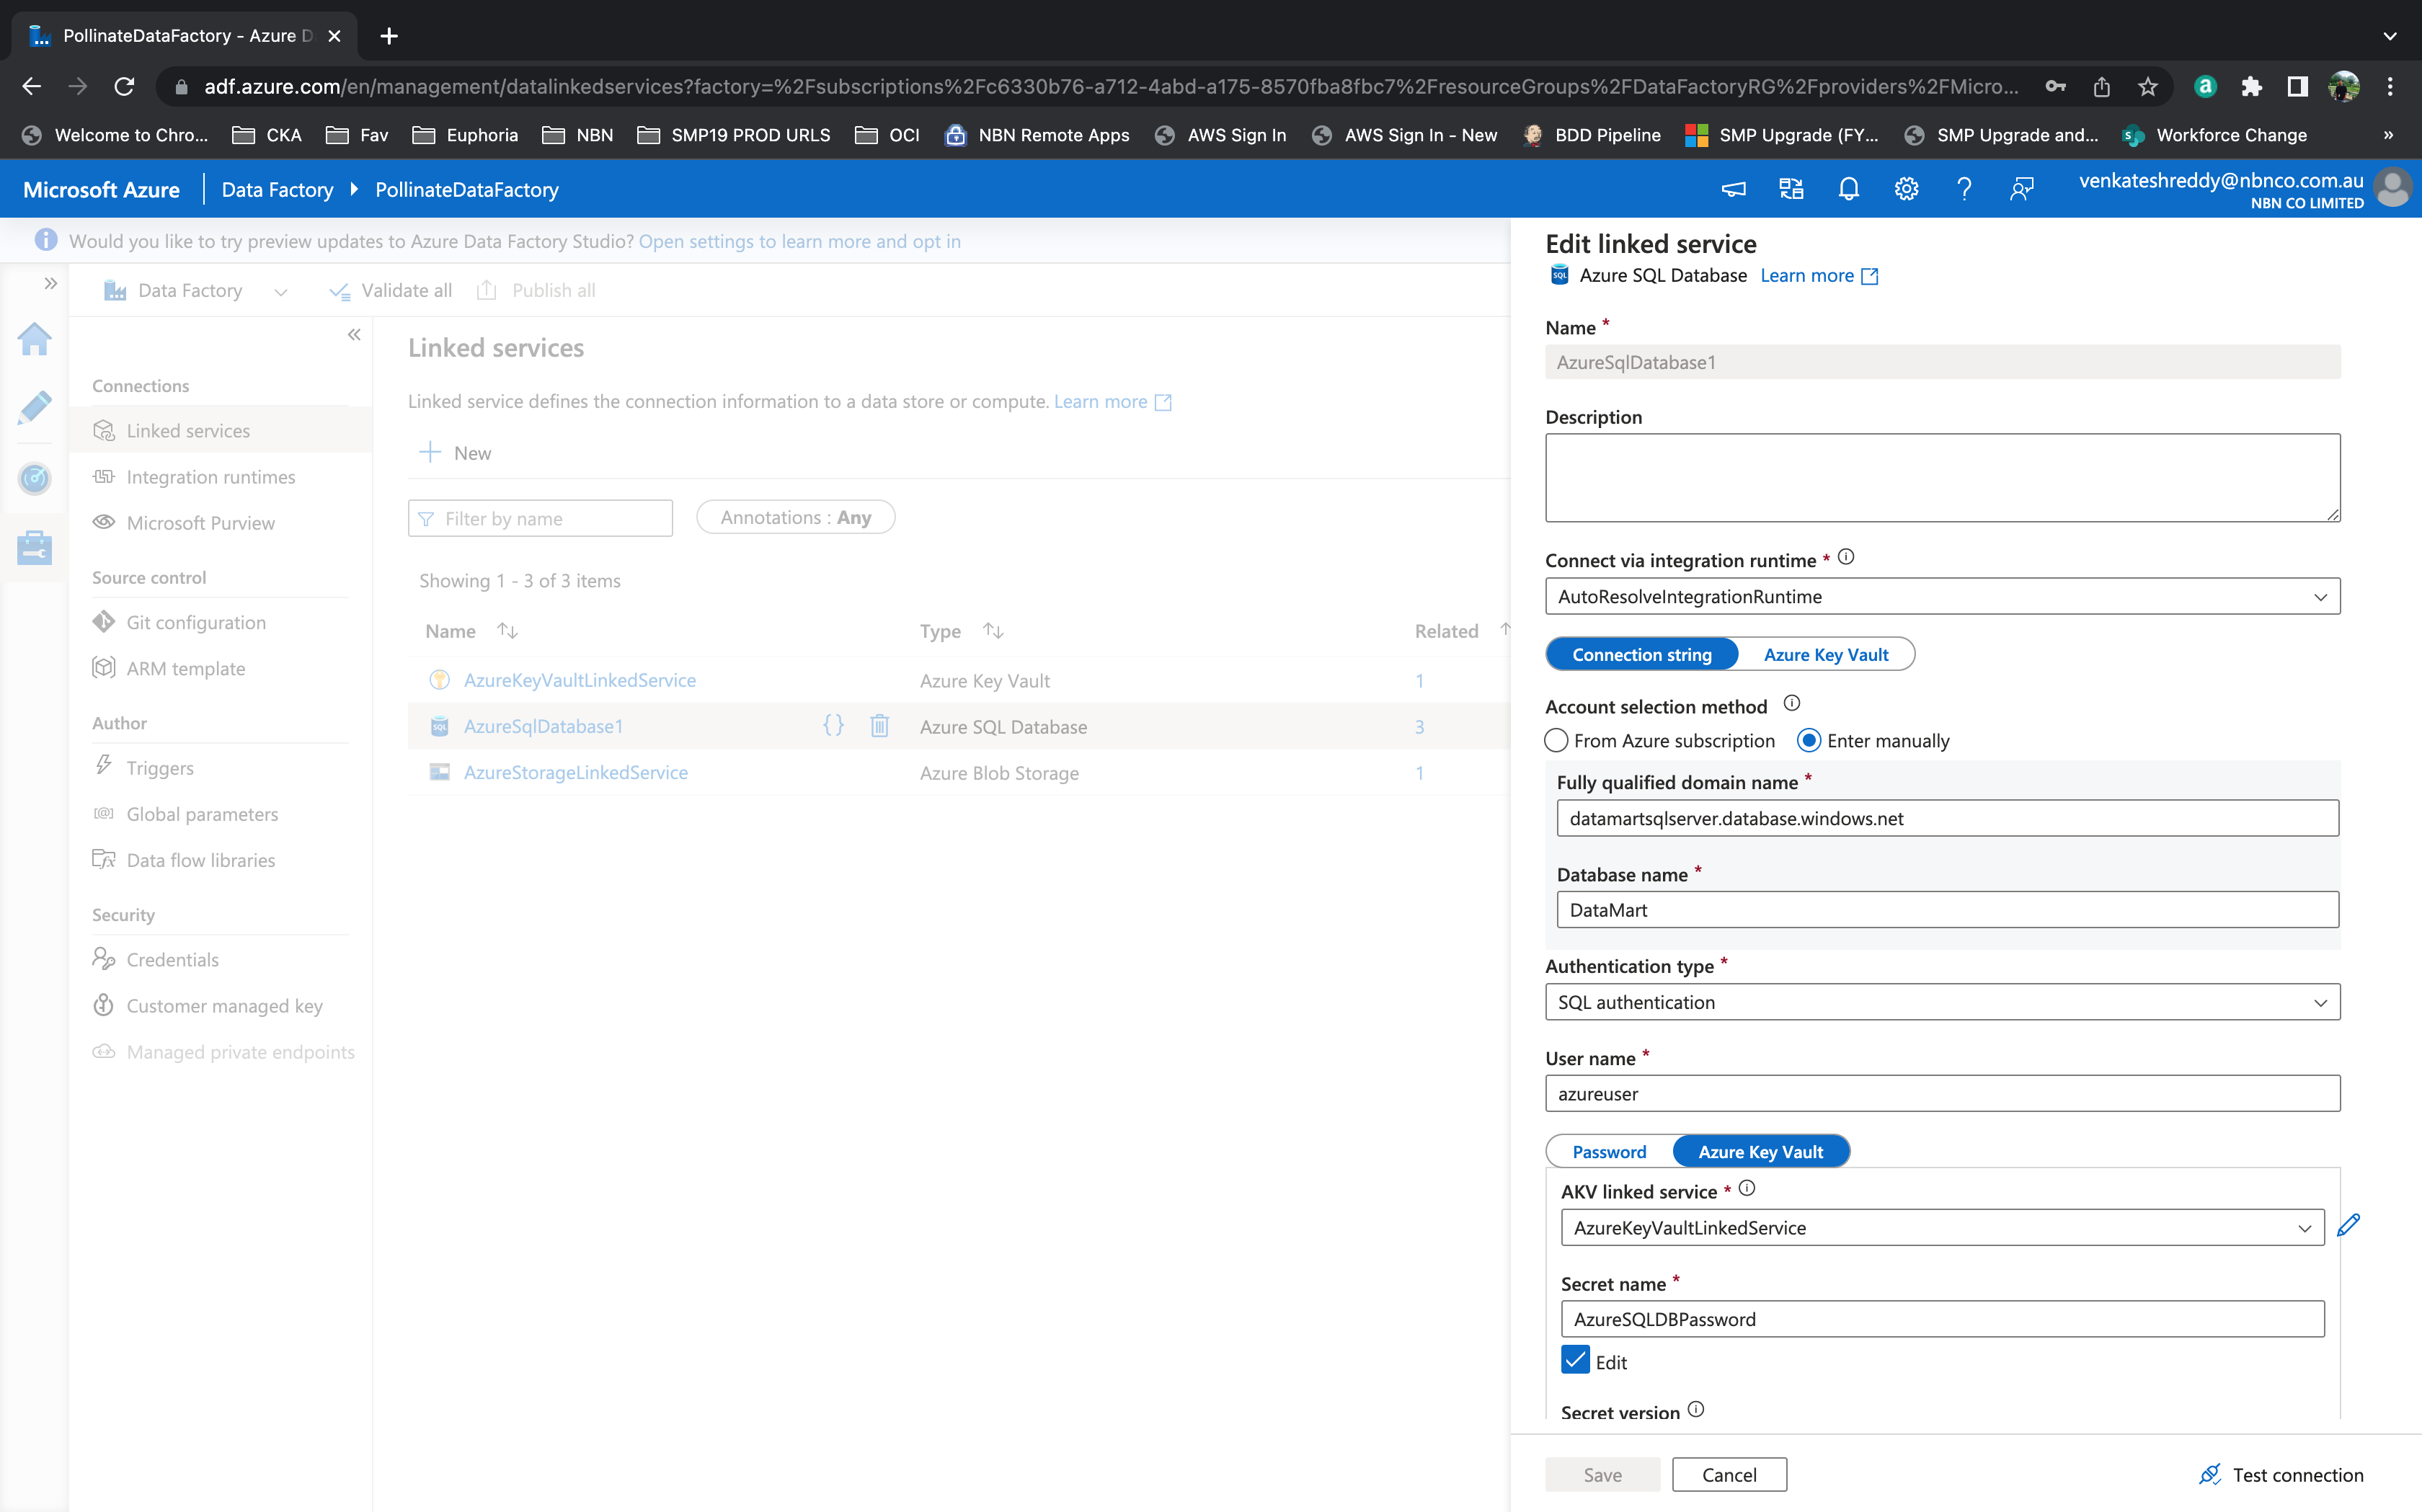 PollinateDataFactory - Azure D
adf.azure.com/en/management/datalinkedservices?factory=%2Fsubscriptions%2Fc6330b76-a712-4abd-a175-8570fba8fbc7%2FresourceGroups%2FDataFactoryRG%2Fproviders%2FMicro...
Welcome to Chro... CKA Fav Euphoria NBN SMP19 PROD URLS OCI NBN Remote Apps AWS Sign In AWS Sign In - New BDD Pipeline SMP Upgrade (FY... SMP Upgrade and... Workforce Change »
Microsoft Azure Data Factory PollinateDataFactory
venkateshreddy@nbnco.com.au
NBN CO LIMITED
Would you like to try preview updates to Azure Data Factory Studio? Open settings to learn more and opt in
Data Factory Validate all Publish all
Connections
Linked services
Integration runtimes
Microsoft Purview
Source control
Git configuration
ARM template
Author
Triggers
Global parameters
Data flow libraries
Security
Credentials
Customer managed key
Managed private endpoints
Linked services
Linked service defines the connection information to a data store or compute. Learn more
New
Filter by name
Annotations : Any
Showing 1 - 3 of 3 items
Name Type Related
AzureKeyVaultLinkedService Azure Key Vault 1
AzureSqlDatabase1 {} Azure SQL Database 3
AzureStorageLinkedService Azure Blob Storage 1
Edit linked service
SQL Azure SQL Database Learn more
Name *
AzureSqlDatabase1
Description
Connect via integration runtime *
AutoResolveIntegrationRuntime
Connection string Azure Key Vault
Account selection method
From Azure subscription Enter manually
Fully qualified domain name *
datamartsqlserver.database.windows.net
Database name *
DataMart
Authentication type *
SQL authentication
User name *
azureuser
Password Azure Key Vault
AKV linked service *
AzureKeyVaultLinkedService
Secret name *
AzureSQLDBPassword
Edit
Secret version
Save Cancel Test connection